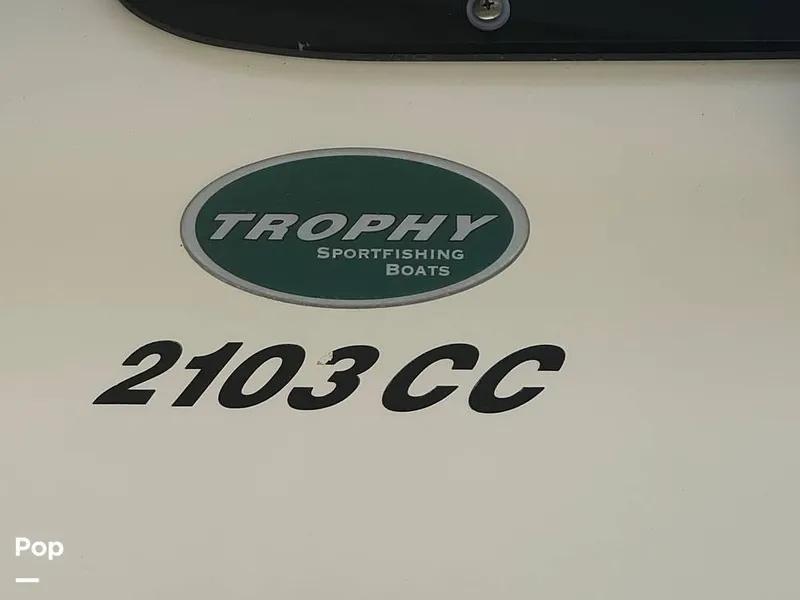 TROPHY
SPORTFISHING
BOATS
2103 CC
Pop